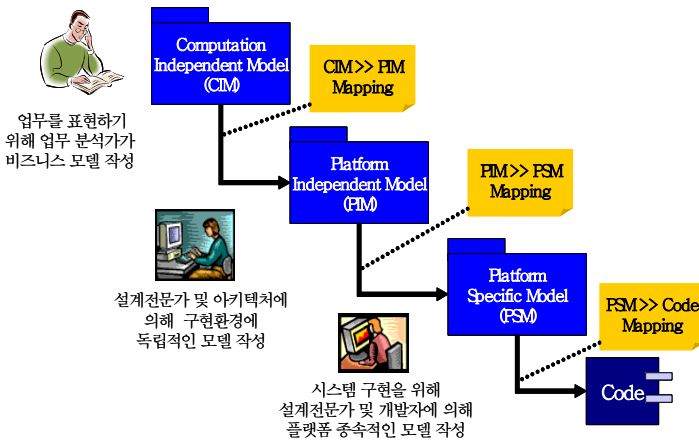 Computation
Independent Model
(CIM)
CIM >> PIM
Mapping
업무를 표현하기
위해 업무 분석가가
비즈니스 모델 작성
Platform
Independent Model
(PIM)
PIM >> PSM
Mapping
설계전문가 및 아키텍처에
의해 구현환경에
독립적인 모델 작성
Platform
Specific Model
(PSM)
PSM >> Code
Mapping
시스템 구현을 위해
설계전문가 및 개발자에 의해
플랫폼 종속적인 모델 작성
Code